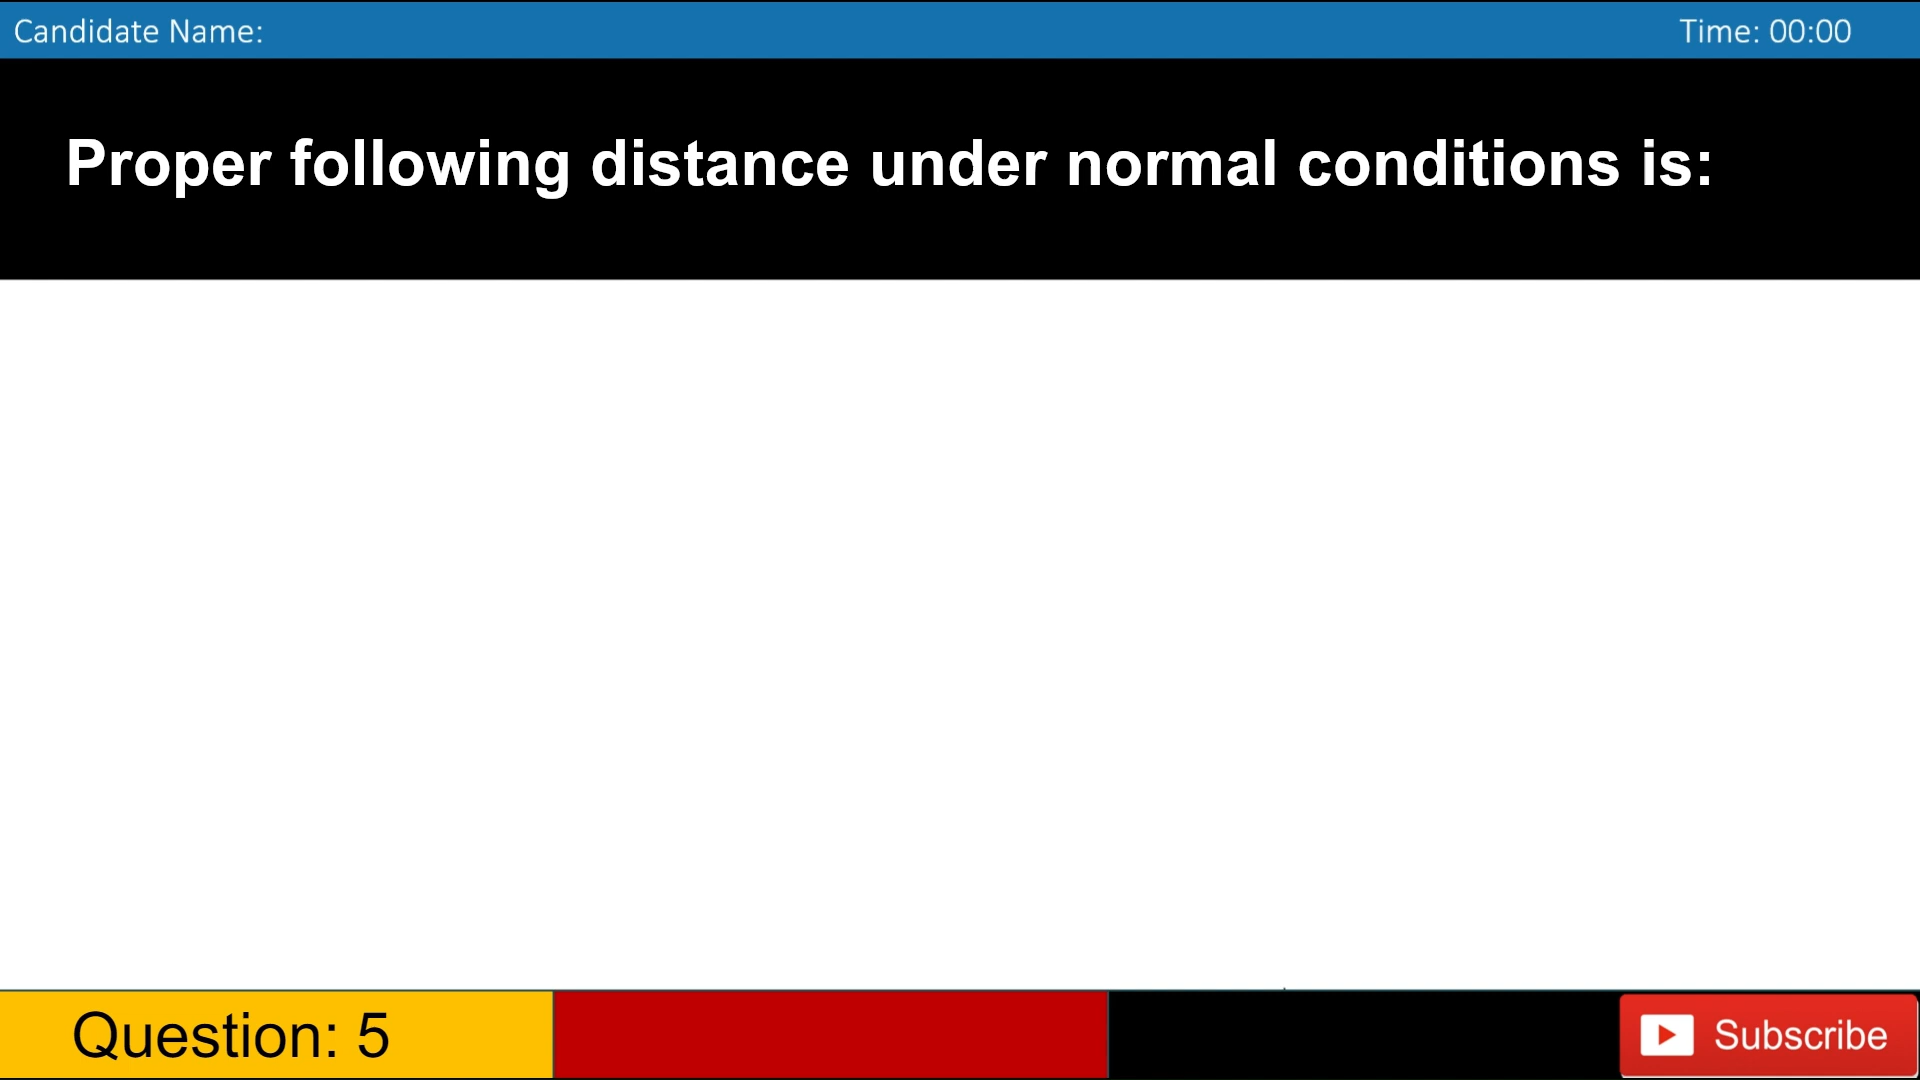 Candidate Name:
Time: 00:00
Proper following distance under normal conditions is:
Question: 5
Subscribe